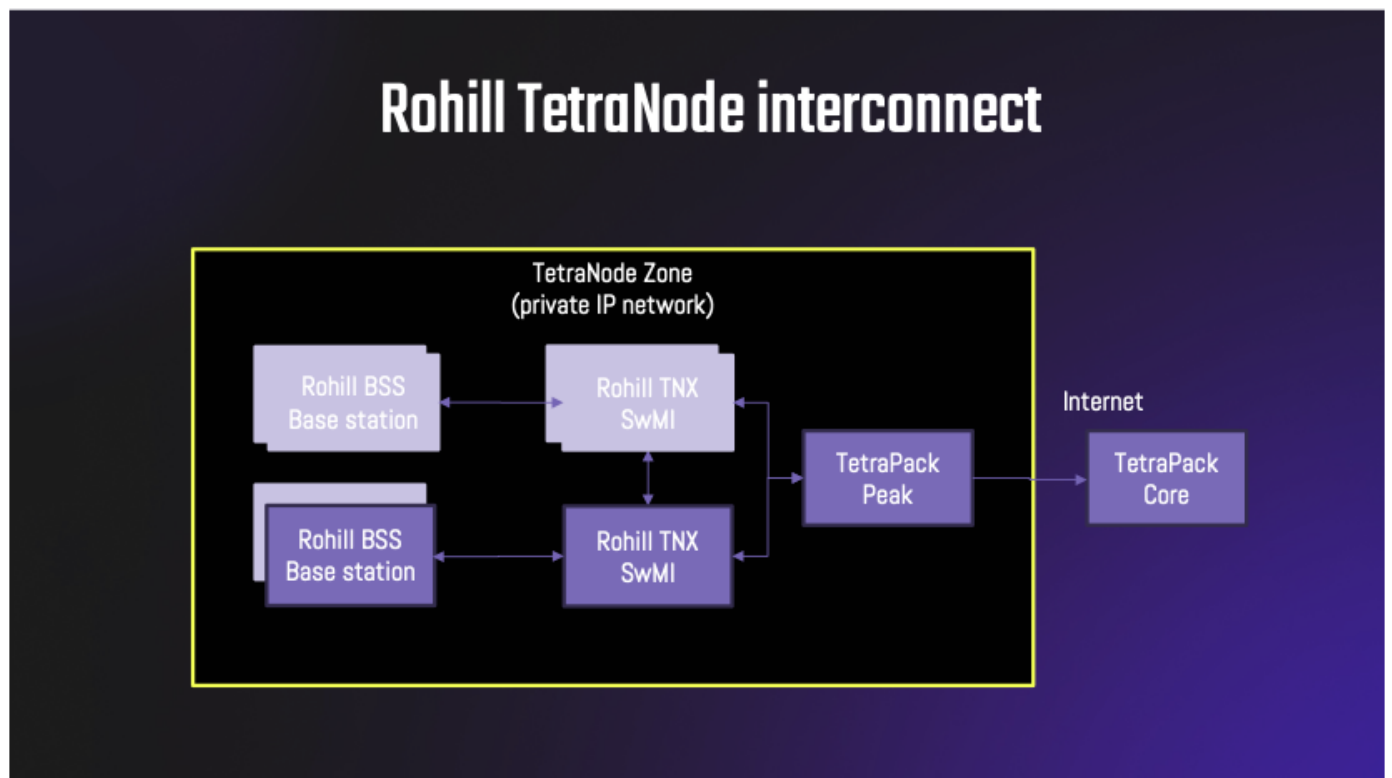 Rohill TetraNode interconnect
TetraNode Zone
(private IP network)
Rohill BSS
Base station
Rohill TNX
SwMI
Internet
TetraPack
Peak
TetraPack
Core
Rohill BSS
Base station
Rohill TNX
SwMI